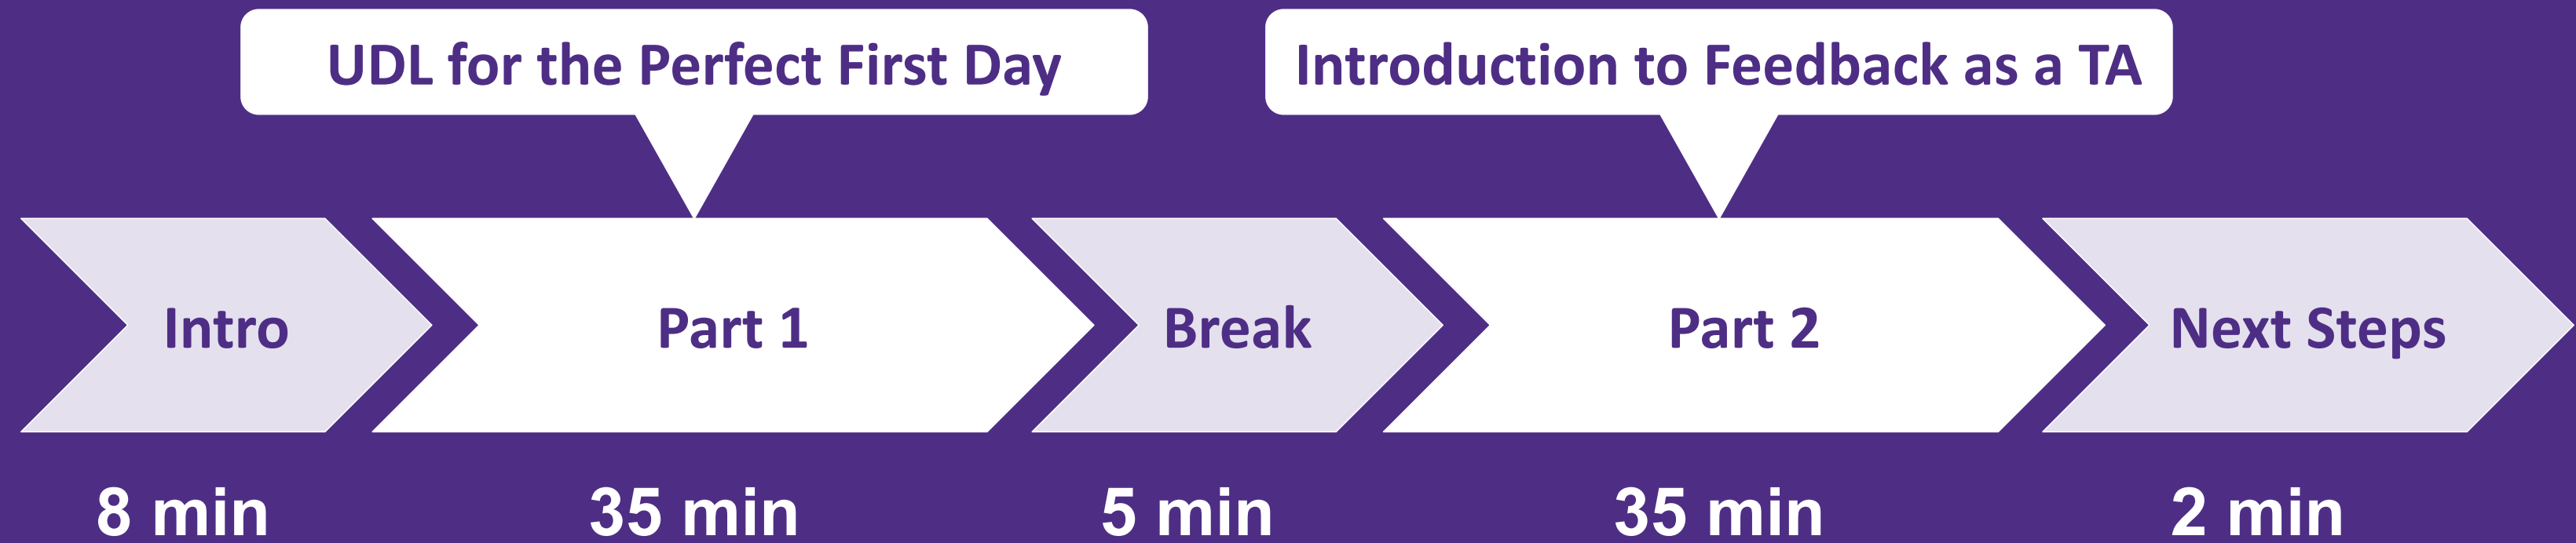 UDL for the Perfect First Day
Introduction to Feedback as a TA
Intro
Part 1
Break
Part 2
Next Steps
8 min
35 min
5 min
35 min
2 min